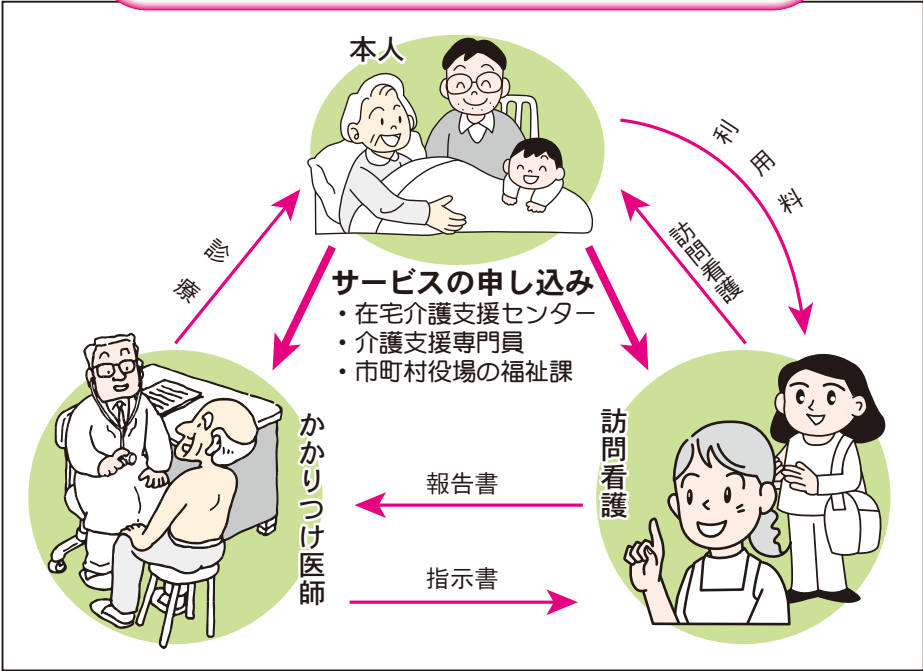 本人
利用料
診療
訪問看護
サービスの申し込み
・在宅介護支援センター
・介護支援専門員
・市町村役場の福祉課
かかりつけ医師
訪問看護
報告書
指示書